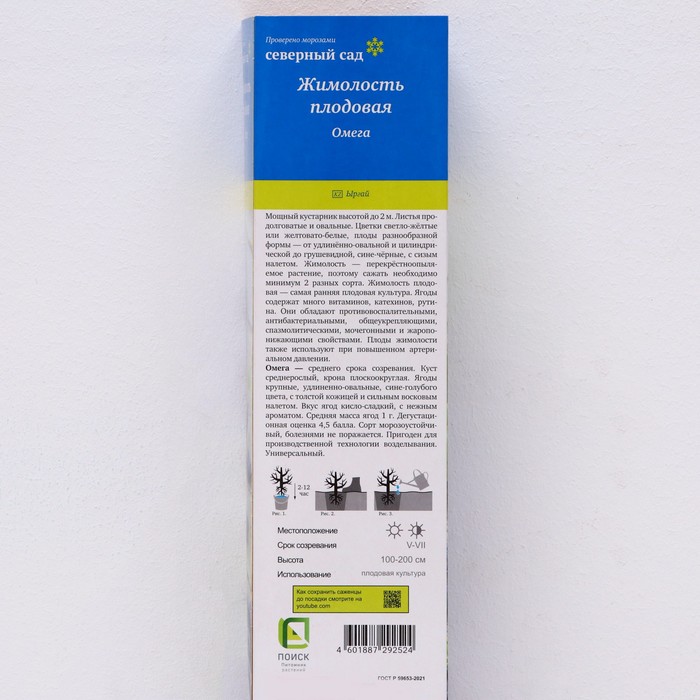 Проверено морозами
северный сад
Жимолость
плодовая
Омега
KZ Ырғай
Мощный кустарник высотой до 2 м. Листья про-
долговатые и овальные. Цветки светло-жёлтые
или желтовато-белые, плоды разнообразной
формы — от удлинённо-овальной и цилиндри-
ческой до грушевидной, сине-чёрные, с сизым
налетом. Жимолость — перекрёстноопыля-
емое растение, поэтому сажать необходимо
минимум 2 разных сорта. Жимолость плодо-
вая — самая ранняя плодовая культура. Ягоды
содержат много витаминов, катехинов, рути-
на. Они обладают противовоспалительными,
антибактериальными, общеукрепляющими,
спазмолитическими, мочегонными и жаропо-
нижающими свойствами. Плоды жимолости
также используют при повышенном артери-
альном давлении.
Омега — среднего срока созревания. Куст
среднерослый, крона плоскоокруглая. Ягоды
крупные, удлиненно-овальные, сине-голубого
цвета, с толстой кожицей и сильным восковым
налетом. Вкус ягод кисло-сладкий, с нежным
ароматом. Средняя масса ягод 1 г. Дегустаци-
онная оценка 4,5 балла. Сорт морозоустойчи-
вый, болезнями не поражается. Пригоден для
производственной технологии возделывания.
Универсальный.
2-12
час
Рис. 1. Рис. 2. Рис. 3.
Местоположение
Срок созревания V-VII
Высота 100-200 см
Использование плодовая культура
Как сохранить саженцы
до посадки смотрите на
youtube.com
ПОИСК
Питомник
растений
4 601887 292524
ГОСТ Р 59653-2021